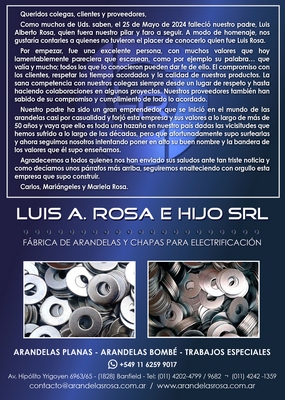 Queridos colegas, clientes y proveedores,
Como muchos de Uds. saben, el 25 de Mayo de 2024 falleció nuestro padre, Luis
Alberto Rosa, quien fuera nuestro pilar y faro a seguir. A modo de homenaje, nos
gustaría contarles a quienes no tuvieron el placer de conocerlo quien fue Luis Rosa.
Por empezar, fue una excelente persona, con muchos valores que hoy
lamentablemente pareciera que escasean, como por ejemplo su palabra... que
valía y mucho; todos los que lo conocieron pueden dar fe de ello. El compromiso con
los clientes, respetar los tiempos acordados y la calidad de nuestros productos. La
sana competencia con nuestros colegas siempre desde un lugar de respeto y hasta
haciendo colaboraciones en algunos proyectos. Nuestros proveedores también han
sabido de su compromiso y cumplimiento de todo lo acordado.
Nuestro padre ha sido un gran emprendedor, que se inició en el mundo de las
arandelas casi por casualidad y forjó esta empresa y sus valores a lo largo de más de
50 años y vaya que ello es toda una hazaña en nuestro país dadas las vicisitudes que
hemos sufrido a lo largo de las décadas, pero que afortunadamente supo surfearlas
y ahora seguimos nosotros intentando poner en alto su buen nombre y la bandera de
los valores que él supo enseñarnos.
Agradecemos a todos quienes nos han enviado sus saludos ante tan triste noticia y
como decíamos unos párrafos más arriba, seguiremos enalteciendo con orgullo esta
empresa que supo construir.
Carlos, Mariángeles y Mariela Rosa.
LUIS A. ROSA E HIJO SRL
FÁBRICA DE ARANDELAS Y CHAPAS PARA ELECTRIFICACIÓN
ARANDELAS PLANAS - ARANDELAS BOMBÉ - TRABAJOS ESPECIALES
+549 11 6259 9017
Av. Hipólito Yrigoyen 6963/65 - (1828) Banfield - Tel: (011) 4202-4799 / 9682 ¬ (011) 4242 -1359
contacto@arandelasrosa.com.ar / www.arandelasrosa.com.ar